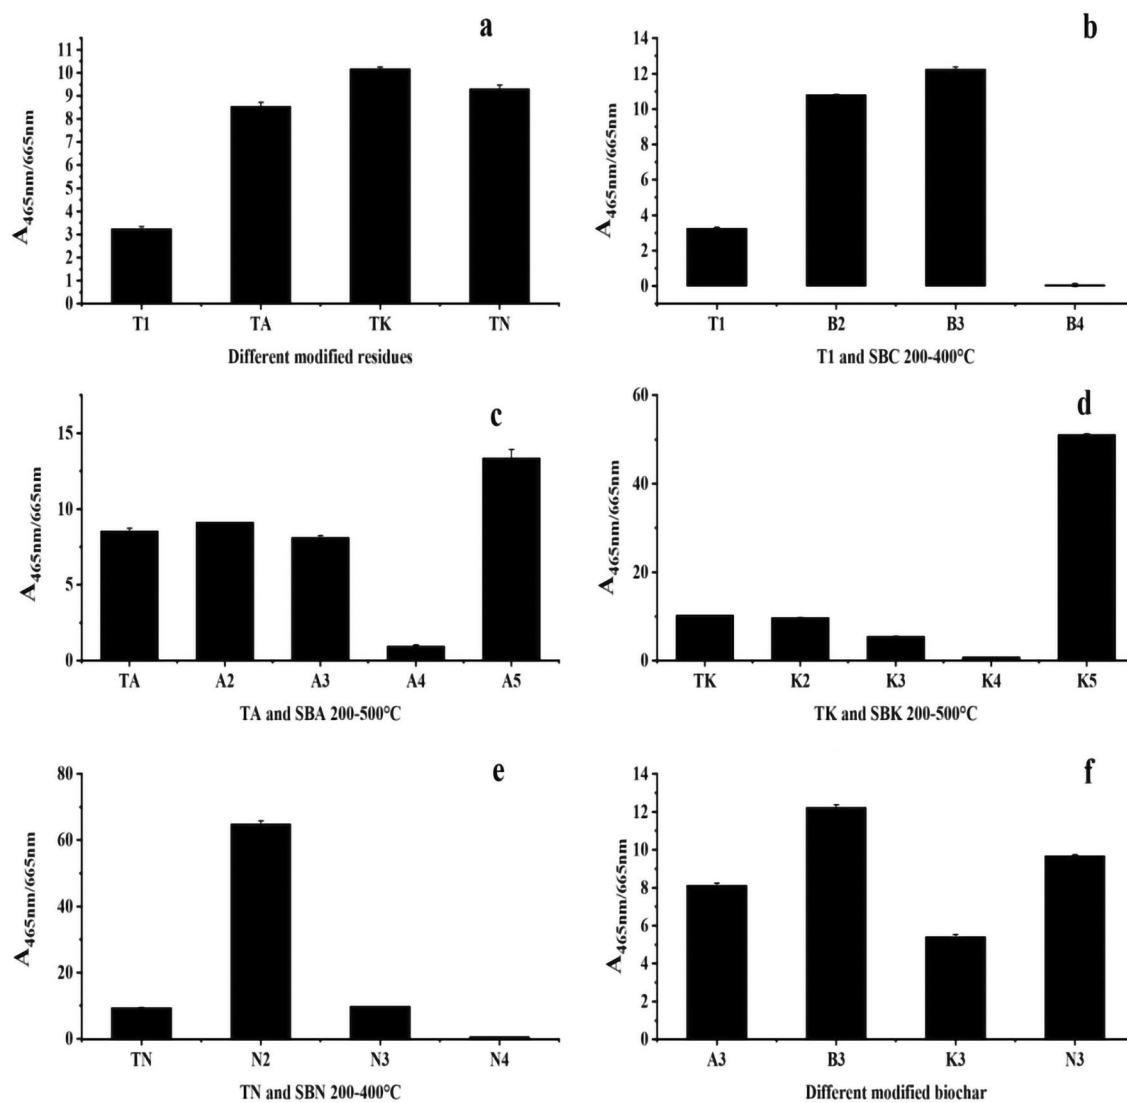 a
A465nm/665nm
11
10
9
8
7
6
5
4
3
2
1
0
T1 TA TK TN
Different modified residues
b
A465nm/665nm
14
12
10
8
6
4
2
0
T1 B2 B3 B4
T1 and SBC 200-400°C
c
A465nm/665nm
15
10
5
0
TA A2 A3 A4 A5
TA and SBA 200-500°C
d
A465nm/665nm
60
40
20
0
TK K2 K3 K4 K5
TK and SBK 200-500°C
e
A465nm/665nm
80
60
40
20
0
TN N2 N3 N4
TN and SBN 200-400°C
f
A465nm/665nm
14
12
10
8
6
4
2
0
A3 B3 K3 N3
Different modified biochar